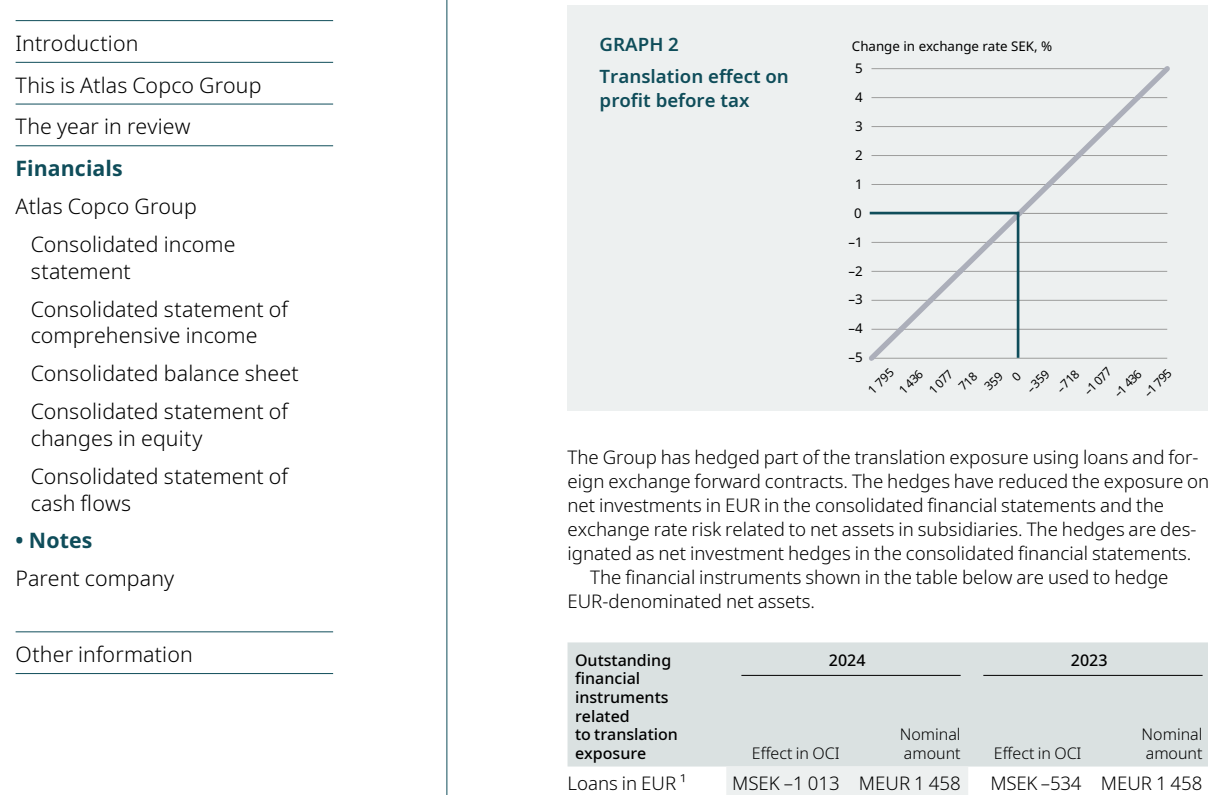 Introduction
This is Atlas Copco Group
The year in review
Financials
Atlas Copco Group
Consolidated income
statement
Consolidated statement of
comprehensive income
Consolidated balance sheet
Consolidated statement of
changes in equity
Consolidated statement of
cash flows
• Notes
Parent company
Other information
GRAPH 2
Translation effect on
profit before tax
Change in exchange rate SEK, %
5
4
3
2
1
0
–1
–2
–3
–4
–5
1 795 1 436 1 077 718 359 0 –359 –718 –1 077 –1 436 –1 795
The Group has hedged part of the translation exposure using loans and for-
eign exchange forward contracts. The hedges have reduced the exposure on
net investments in EUR in the consolidated financial statements and the
exchange rate risk related to net assets in subsidiaries. The hedges are des-
ignated as net investment hedges in the consolidated financial statements.
The financial instruments shown in the table below are used to hedge
EUR-denominated net assets.
Outstanding
financial
instruments
related
to translation
exposure
2024 2023
Effect in OCI Nominal amount Effect in OCI Nominal amount
Loans in EUR ¹ MSEK –1 013 MEUR 1 458 MSEK –534 MEUR 1 458